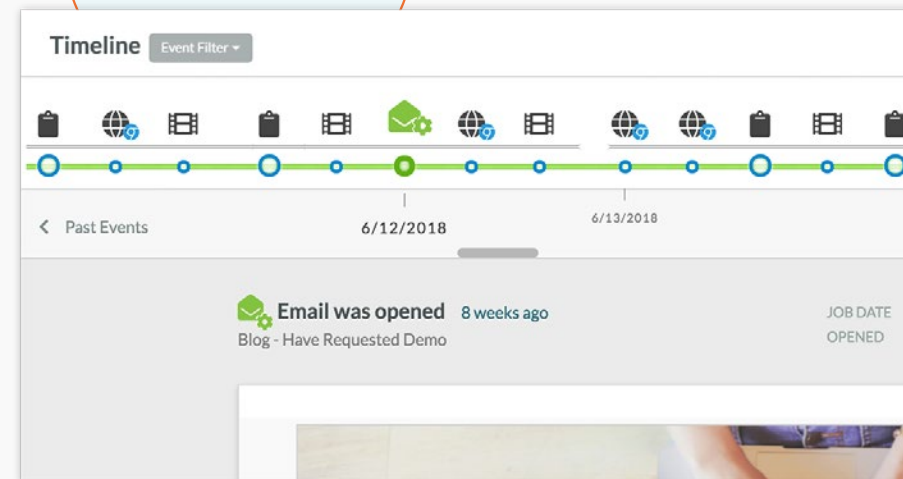 Timeline
Event Filter
Past Events
6/12/2018
6/13/2018
Email was opened 8 weeks ago
JOB DATE
Blog - Have Requested Demo
OPENED